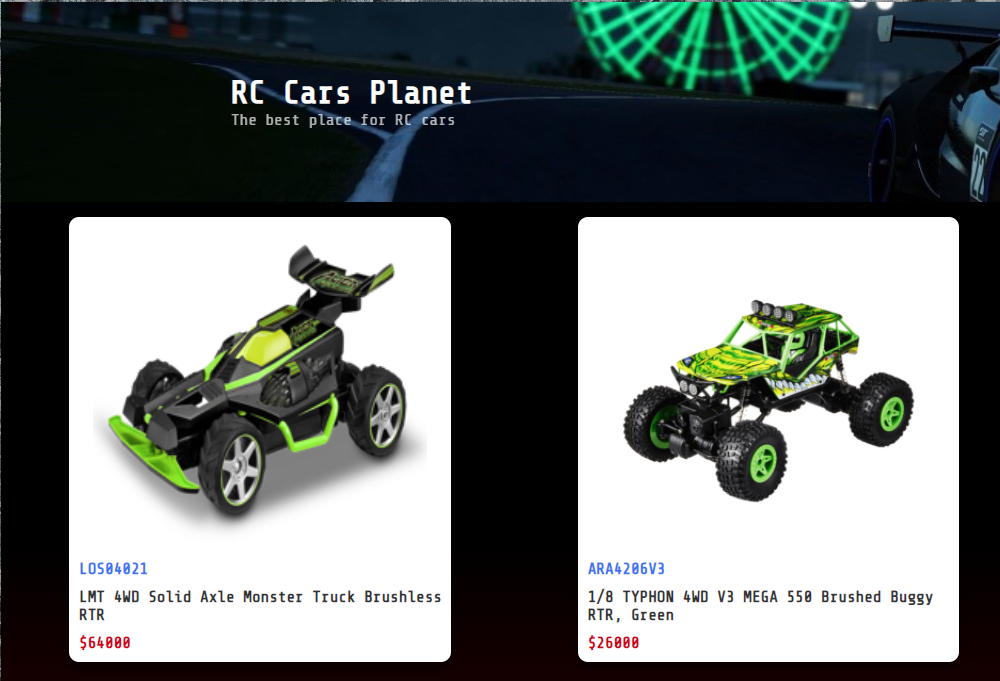 RC Cars Planet
The best place for RC cars
22
LOS04021
LMT 4WD Solid Axle Monster Truck Brushless
RTR
$64000
ARA4206V3
1/8 TYPHON 4WD V3 MEGA 550 Brushed Buggy
RTR, Green
$26000